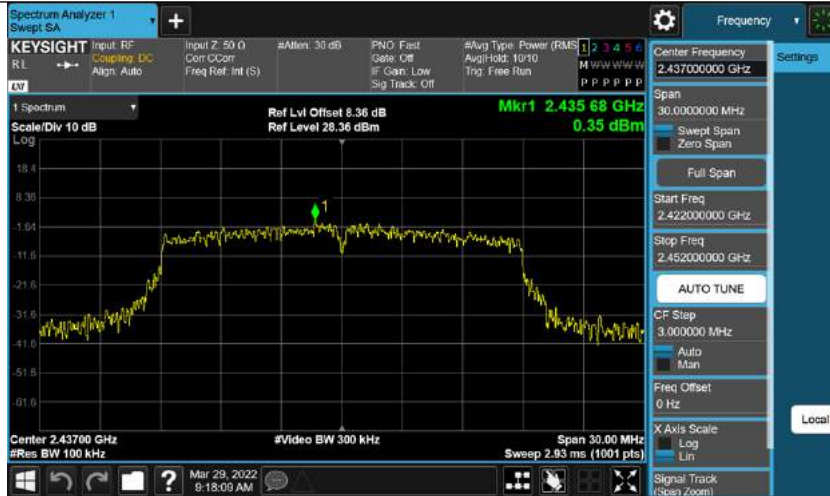 Spectrum Analyzer 1
Swept SA
+
Frequency
KEYSIGHT
RL
LXI
Input: RF
Coupling: DC
Align: Auto
Input Z: 50 Ω
Corr CCorr
Freq Ref: Int (S)
#Atten: 30 dB
PNO: Fast
Gate: Off
IF Gain: Low
Sig Track: Off
#Avg Type: Power (RMS
Avg|Hold: 10/10
Trig: Free Run
1 2 3 4 5 6
M W W W W W
P P P P P P
1 Spectrum
Scale/Div 10 dB
Log
Ref Lvl Offset 8.36 dB
Ref Level 28.36 dBm
Mkr1 2.435 68 GHz
0.35 dBm
18.4
8.36
-1.64
-11.6
-21.6
-31.6
-41.6
-51.6
-61.6
1
Center 2.43700 GHz
#Res BW 100 kHz
#Video BW 300 kHz
Span 30.00 MHz
Sweep 2.93 ms (1001 pts)
?
Mar 29, 2022
9:18:09 AM
Center Frequency
2.437000000 GHz
Span
30.0000000 MHz
Swept Span
Zero Span
Full Span
Start Freq
2.422000000 GHz
Stop Freq
2.452000000 GHz
AUTO TUNE
CF Step
3.000000 MHz
Auto
Man
Freq Offset
0 Hz
X Axis Scale
Log
Lin
Signal Track
(Span Zoom)
Settings
Local